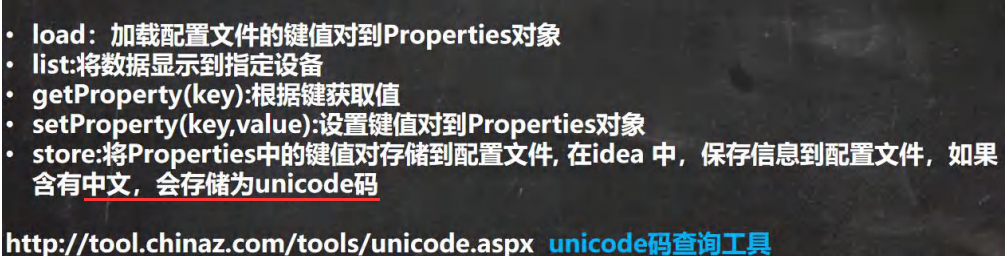 • load：加载配置文件的键值对到Properties对象
• list:将数据显示到指定设备
• getProperty(key):根据键获取值
• setProperty(key,value):设置键值对到Properties对象
• store:将Properties中的键值对存储到配置文件, 在idea 中，保存信息到配置文件，如果
含有中文，会存储为unicode码
http://tool.chinaz.com/tools/unicode.aspx unicode码查询工具